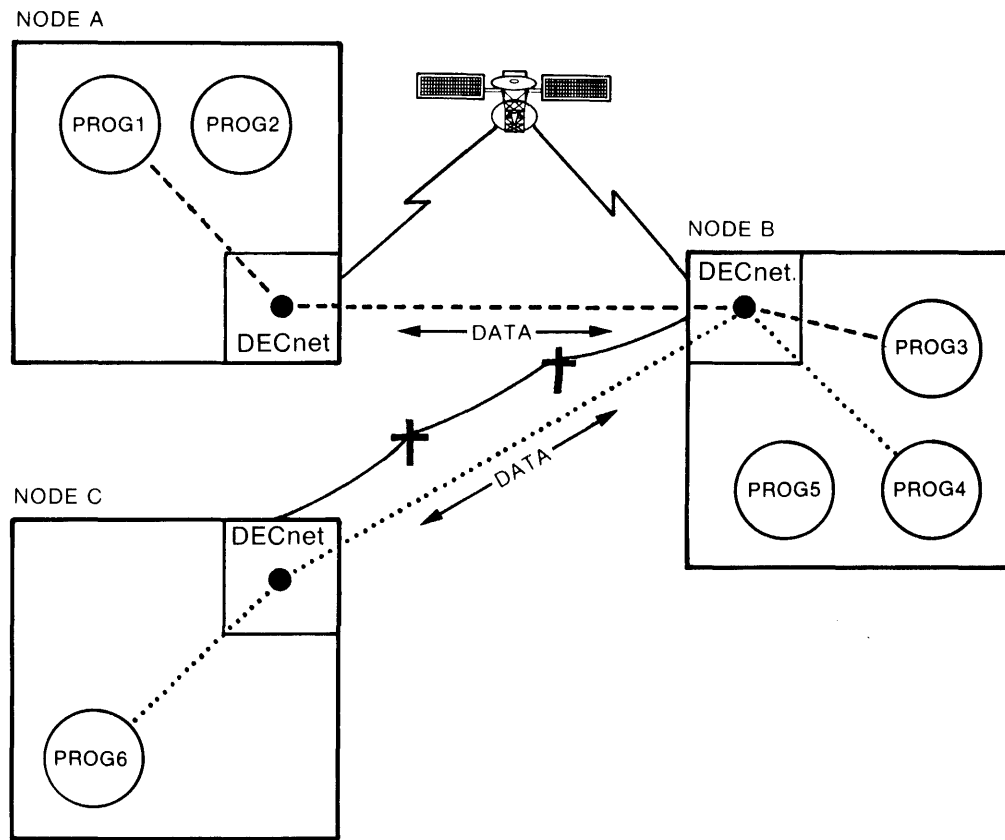 NODE A
PROG1
PROG2
DECnet
DATA
NODE B
DECnet.
PROG3
PROG5
PROG4
DATA
NODE C
DECnet
PROG6